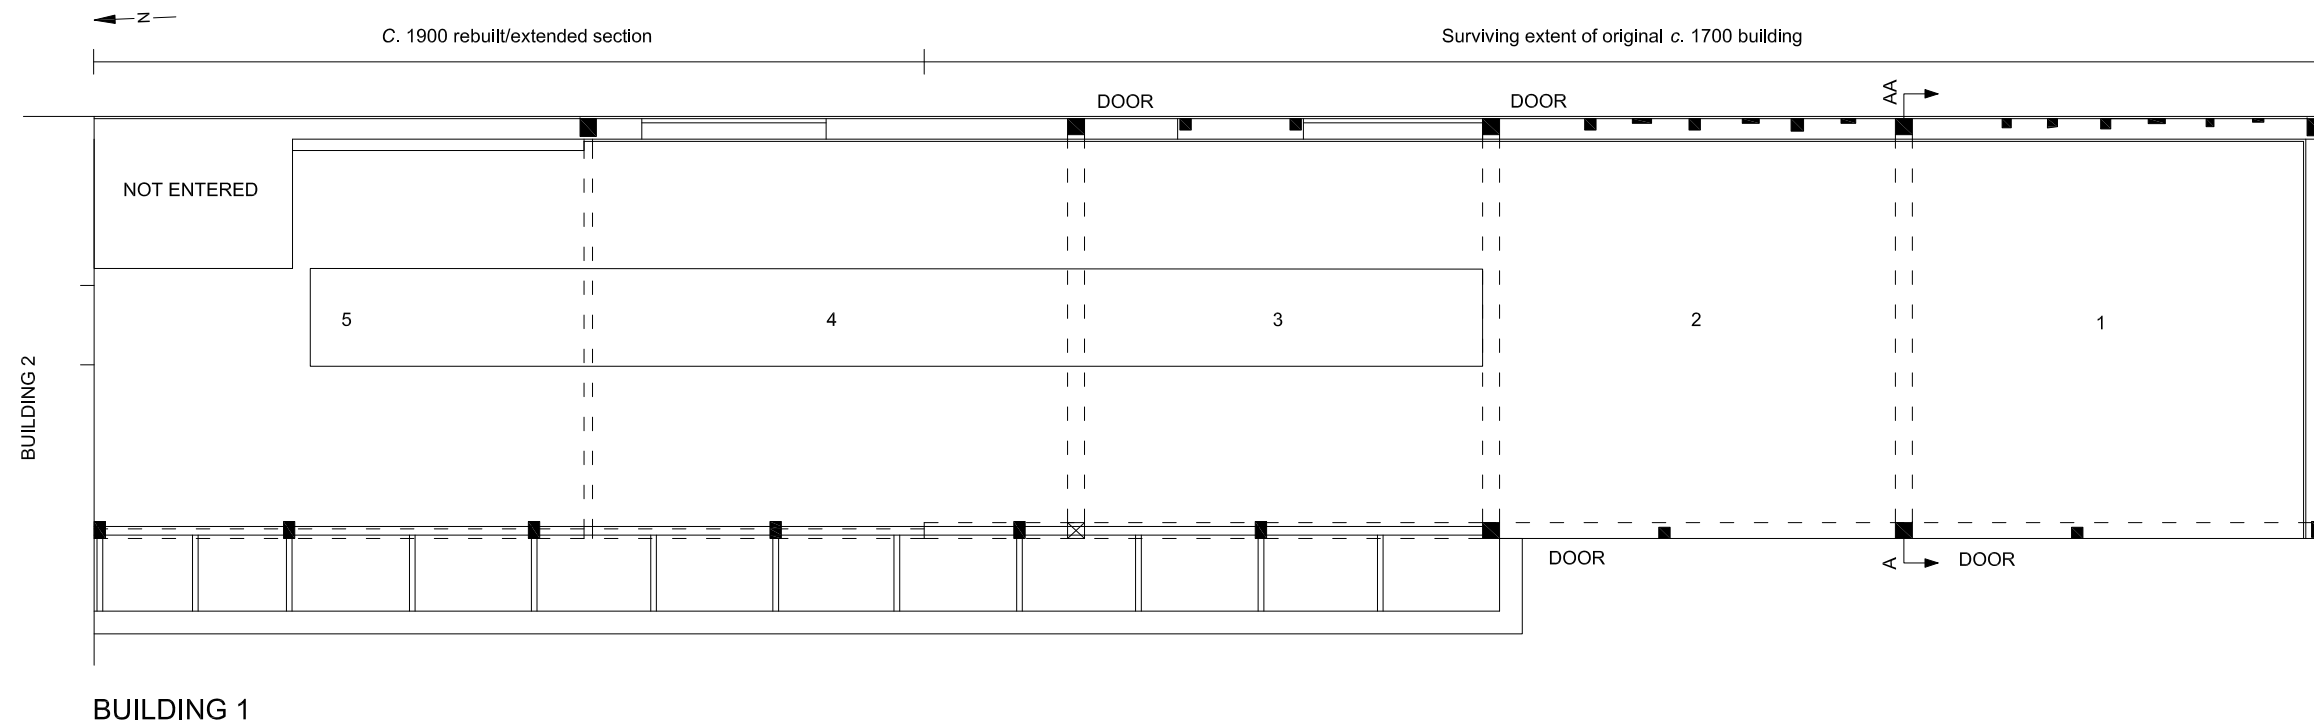 N
C. 1900 rebuilt/extended section
Surviving extent of original c. 1700 building
DOOR
DOOR
AA
NOT ENTERED
5
4
3
2
1
BUILDING 2
DOOR
A
DOOR
BUILDING 1